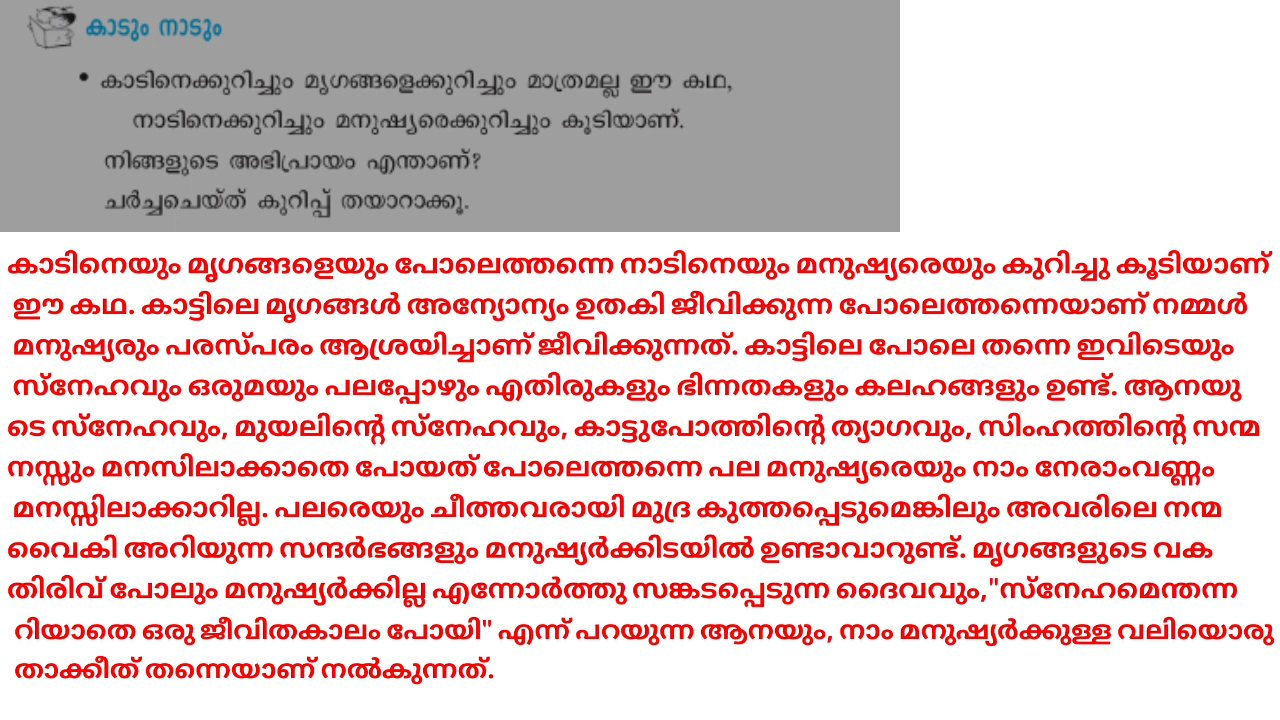 കാടും നാടും
• കാടിനെക്കുറിച്ചും മൃഗങ്ങളെക്കുറിച്ചും മാത്രമല്ല ഈ കഥ,
നാടിനെക്കുറിച്ചും മനുഷ്യരെക്കുറിച്ചും കൂടിയാണ്.
നിങ്ങളുടെ അഭിപ്രായം എന്താണ്?
ചർച്ചചെയ്ത് കുറിപ്പ് തയാറാക്കൂ.
കാടിനെയും മൃഗങ്ങളെയും പോലെത്തന്നെ നാടിനെയും മനുഷ്യരെയും കുറിച്ചു കൂടിയാണ്
ഈ കഥ. കാട്ടിലെ മൃഗങ്ങൾ അന്യോന്യം ഉതകി ജീവിക്കുന്ന പോലെത്തന്നെയാണ് നമ്മൾ
മനുഷ്യരും പരസ്പരം ആശ്രയിച്ചാണ് ജീവിക്കുന്നത്. കാട്ടിലെ പോലെ തന്നെ ഇവിടെയും
സ്നേഹവും ഒരുമയും പലപ്പോഴും എതിരുകളും ഭിന്നതകളും കലഹങ്ങളും ഉണ്ട്. ആനയു
ടെ സ്നേഹവും, മുയലിന്റെ സ്നേഹവും, കാട്ടുപോത്തിന്റെ ത്യാഗവും, സിംഹത്തിന്റെ സന്മ
നസ്സും മനസിലാക്കാതെ പോയത് പോലെത്തന്നെ പല മനുഷ്യരെയും നാം നേരാംവണ്ണം
മനസ്സിലാക്കാറില്ല. പലരെയും ചീത്തവരായി മുദ്ര കുത്തപ്പെടുമെങ്കിലും അവരിലെ നന്മ
വൈകി അറിയുന്ന സന്ദർഭങ്ങളും മനുഷ്യർക്കിടയിൽ ഉണ്ടാവാറുണ്ട്. മൃഗങ്ങളുടെ വക
തിരിവ് പോലും മനുഷ്യർക്കില്ല എന്നോർത്തു സങ്കടപ്പെടുന്ന ദൈവവും,"സ്നേഹമെന്തന്ന
റിയാതെ ഒരു ജീവിതകാലം പോയി" എന്ന് പറയുന്ന ആനയും, നാം മനുഷ്യർക്കുള്ള വലിയൊരു
താക്കീത് തന്നെയാണ് നൽകുന്നത്.